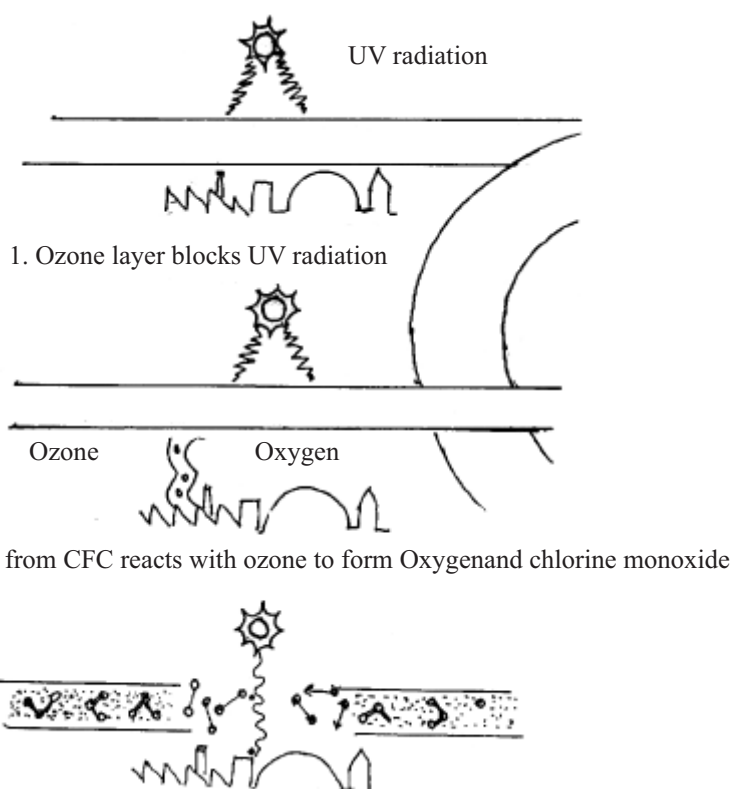 UV radiation
1. Ozone layer blocks UV radiation
Ozone Oxygen
from CFC reacts with ozone to form Oxygenand chlorine monoxide